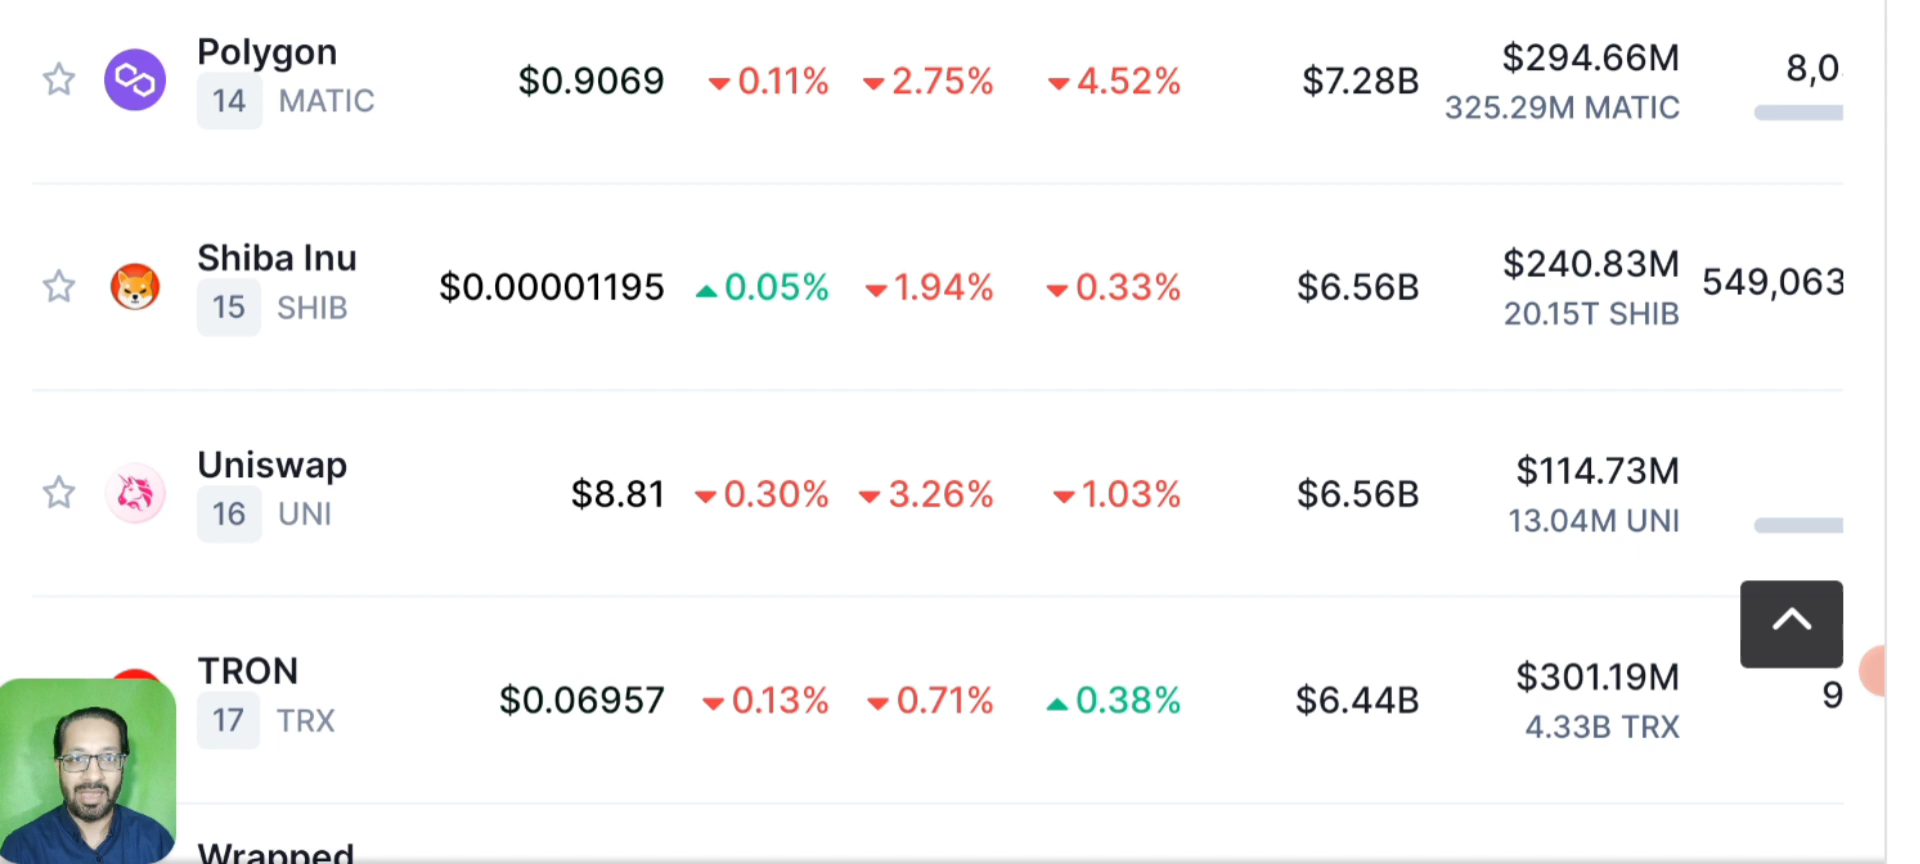 Polygon
14 MATIC $0.9069 0.11% 2.75% 4.52% $7.28B $294.66M
325.29M MATIC
8,0
Shiba Inu
15 SHIB $0.00001195 0.05% 1.94% 0.33% $6.56B $240.83M 549,063
20.15T SHIB
Uniswap
16 UNI $8.81 0.30% 3.26% 1.03% $6.56B $114.73M
13.04M UNI
TRON
17 TRX $0.06957 0.13% 0.71% 0.38% $6.44B $301.19M 9
4.33B TRX
Wrapped